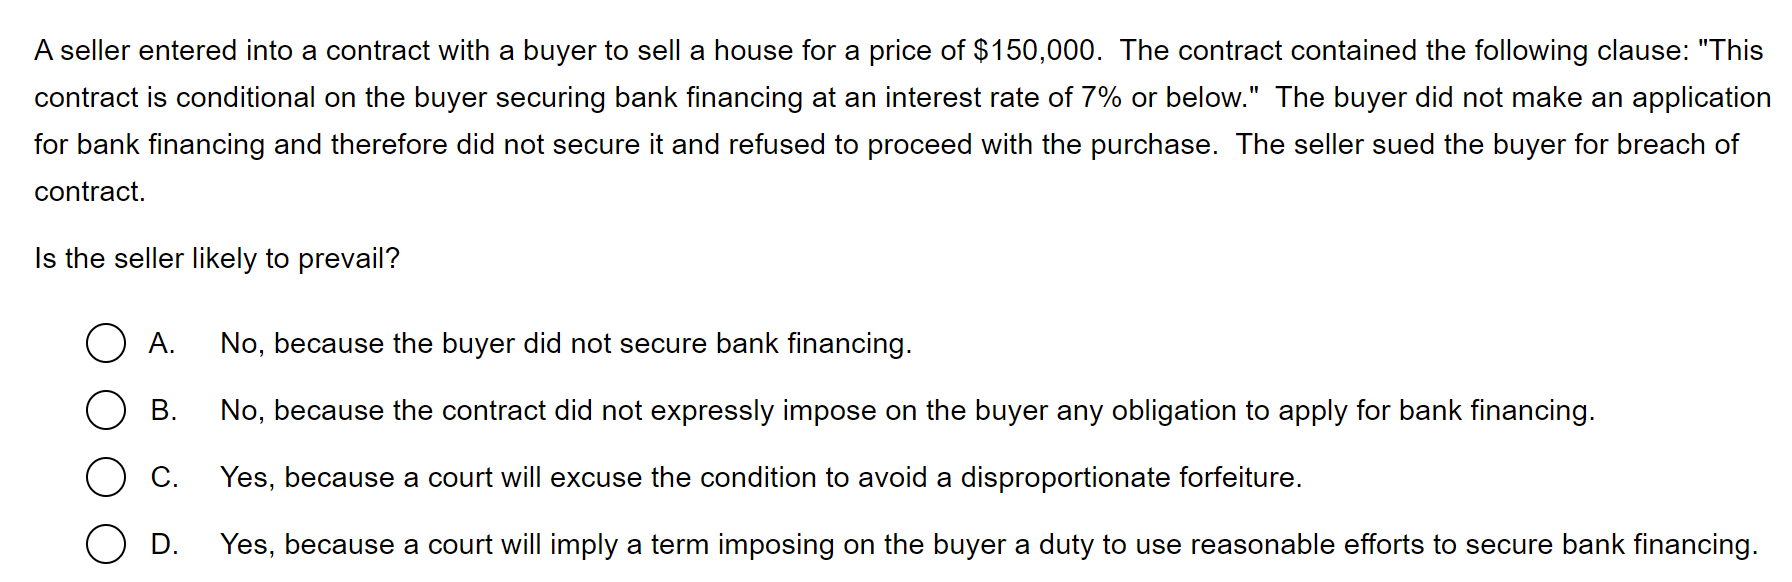 A seller entered into a contract with a buyer to sell a house for a price of $150,000.  The contract contained the following clause: "This
contract is conditional on the buyer securing bank financing at an interest rate of 7% or below."  The buyer did not make an application
for bank financing and therefore did not secure it and refused to proceed with the purchase.  The seller sued the buyer for breach of
contract.
Is the seller likely to prevail?
A. No, because the buyer did not secure bank financing.
B. No, because the contract did not expressly impose on the buyer any obligation to apply for bank financing.
C. Yes, because a court will excuse the condition to avoid a disproportionate forfeiture.
D. Yes, because a court will imply a term imposing on the buyer a duty to use reasonable efforts to secure bank financing.